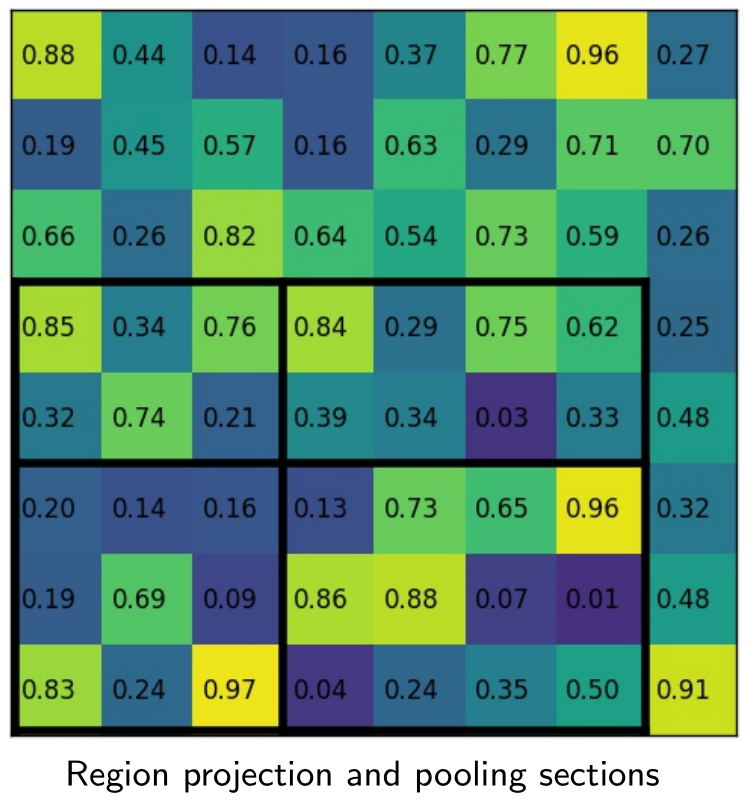 0.88 0.44 0.14 0.16 0.37 0.77 0.96 0.27
0.19 0.45 0.57 0.16 0.63 0.29 0.71 0.70
0.66 0.26 0.82 0.64 0.54 0.73 0.59 0.26
0.85 0.34 0.76 0.84 0.29 0.75 0.62 0.25
0.32 0.74 0.21 0.39 0.34 0.03 0.33 0.48
0.20 0.14 0.16 0.13 0.73 0.65 0.96 0.32
0.19 0.69 0.09 0.86 0.88 0.07 0.01 0.48
0.83 0.24 0.97 0.04 0.24 0.35 0.50 0.91
Region projection and pooling sections